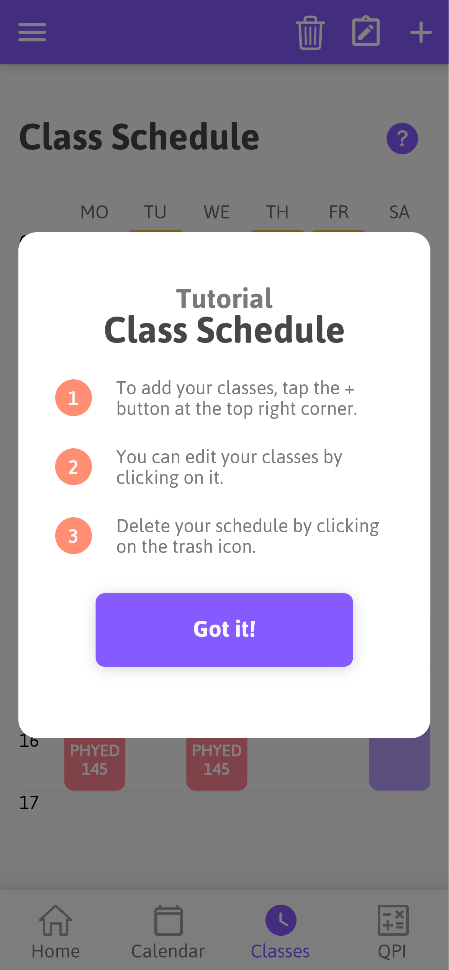 Class Schedule
?
MO TU WE TH FR SA
Tutorial
Class Schedule
1 To add your classes, tap the +
button at the top right corner.
2 You can edit your classes by
clicking on it.
3 Delete your schedule by clicking
on the trash icon.
Got it!
16
PHYED PHYED
145 145
17
Home Calendar Classes QPI